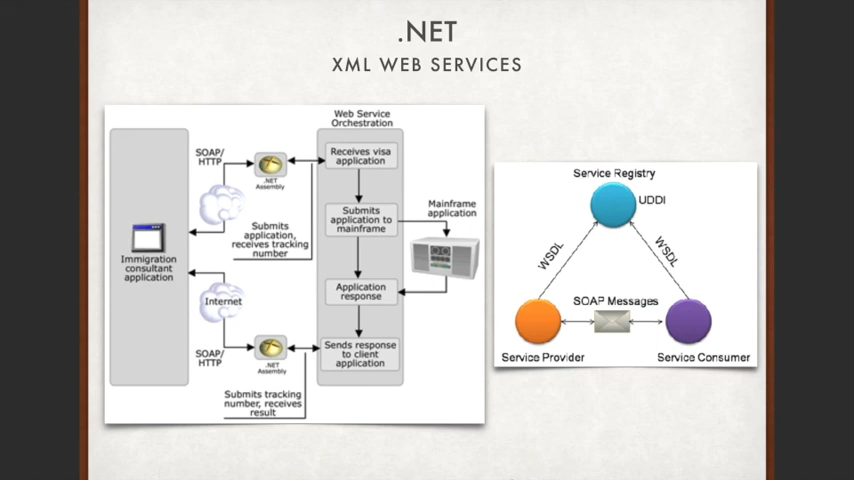 .NET
XML WEB SERVICES
Web Service
Orchestration
SOAP/
HTTP
.NET
Assembly
Receives visa
application
Submits
application to
mainframe
Mainframe
application
Submits
application,
receives tracking
number
Immigration
consultant
application
Internet
Application
response
SOAP/
HTTP
.NET
Assembly
Sends response
to client
application
Submits tracking
number, receives
result
Service Registry
UDDI
WSDL
WSDL
SOAP Messages
Service Provider
Service Consumer